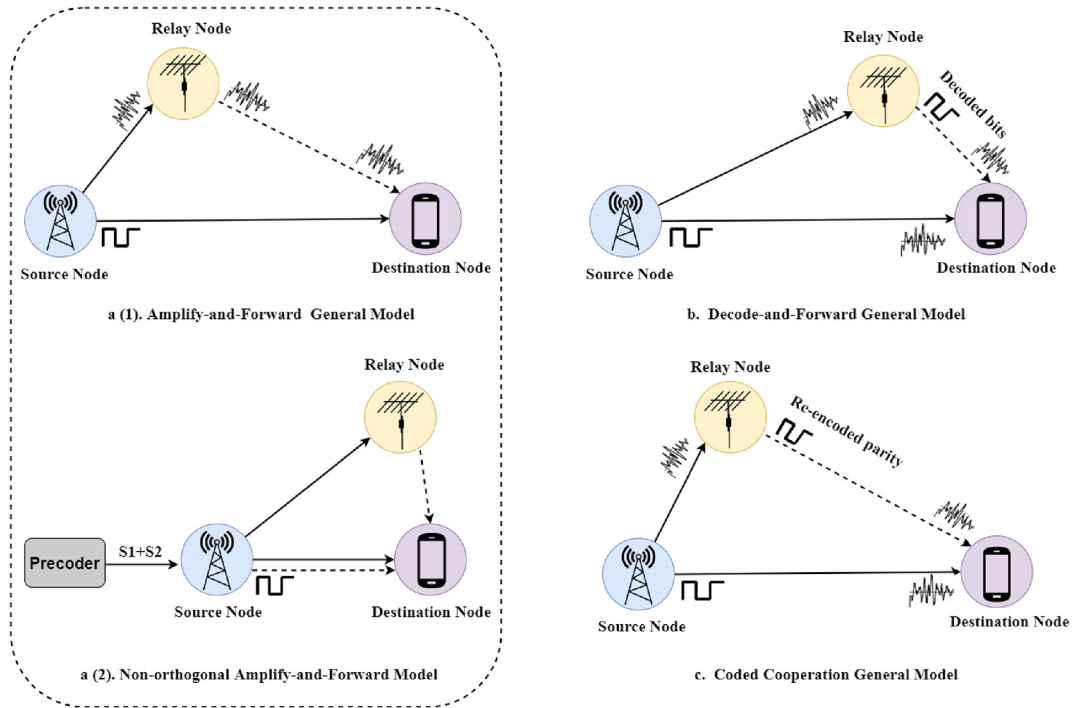 Relay Node
Source Node
Destination Node
a (1). Amplify-and-Forward General Model
Relay Node
Decoded bits
Source Node
Destination Node
b. Decode-and-Forward General Model
Relay Node
Precoder
S1+S2
Source Node
Destination Node
a (2). Non-orthogonal Amplify-and-Forward Model
Relay Node
Re-encoded parity
Source Node
Destination Node
c. Coded Cooperation General Model